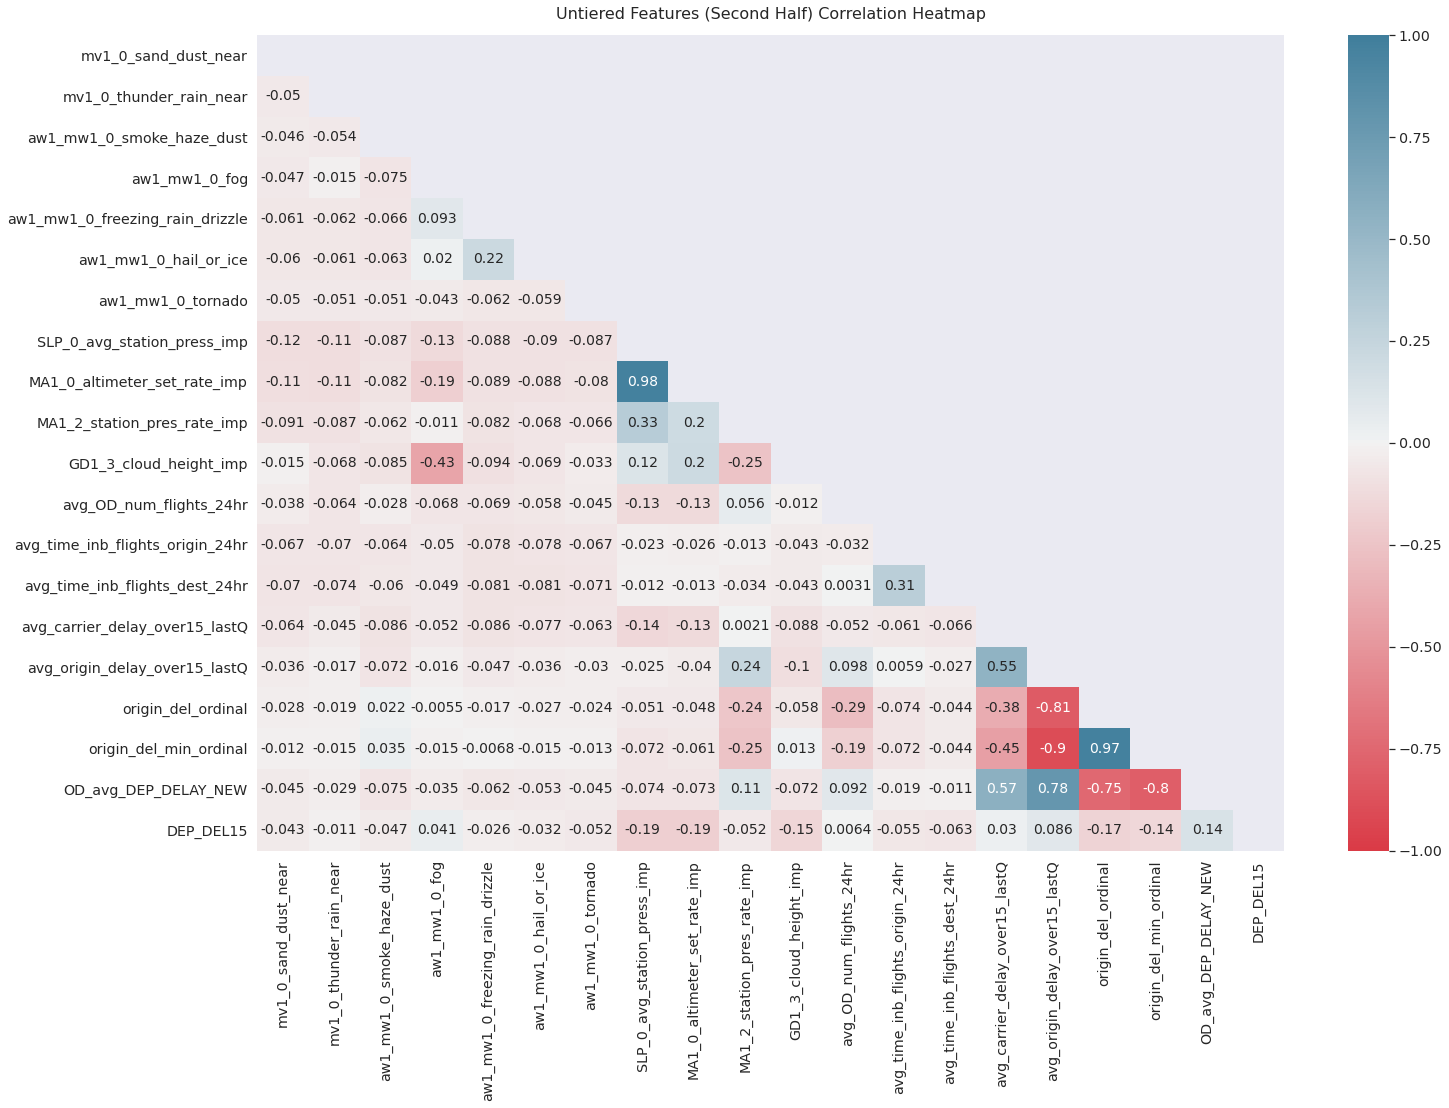 Untiered Features (Second Half) Correlation Heatmap
mv1_0_sand_dust_near
mv1_0_thunder_rain_near -0.05
aw1_mw1_0_smoke_haze_dust -0.046 -0.054
aw1_mw1_0_fog -0.047 -0.015 -0.075
aw1_mw1_0_freezing_rain_drizzle -0.061 -0.062 -0.066 0.093
aw1_mw1_0_hail_or_ice -0.06 -0.061 -0.063 0.02 0.22
aw1_mw1_0_tornado -0.05 -0.051 -0.051 -0.043 -0.062 -0.059
SLP_0_avg_station_press_imp -0.12 -0.11 -0.087 -0.13 -0.088 -0.09 -0.087
MA1_0_altimeter_set_rate_imp -0.11 -0.11 -0.082 -0.19 -0.089 -0.088 -0.08 0.98
MA1_2_station_pres_rate_imp -0.091 -0.087 -0.062 -0.011 -0.082 -0.068 -0.066 0.33 0.2
GD1_3_cloud_height_imp -0.015 -0.068 -0.085 -0.43 -0.094 -0.069 -0.033 0.12 0.2 -0.25
avg_OD_num_flights_24hr -0.038 -0.064 -0.028 -0.068 -0.069 -0.058 -0.045 -0.13 -0.13 0.056 -0.012
avg_time_inb_flights_origin_24hr -0.067 -0.07 -0.064 -0.05 -0.078 -0.078 -0.067 -0.023 -0.026 -0.013 -0.043 -0.032
avg_time_inb_flights_dest_24hr -0.07 -0.074 -0.06 -0.049 -0.081 -0.081 -0.071 -0.012 -0.013 -0.034 -0.043 0.0031 0.31
avg_carrier_delay_over15_lastQ -0.064 -0.045 -0.086 -0.052 -0.086 -0.077 -0.063 -0.14 -0.13 0.0021 -0.088 -0.052 -0.061 -0.066
avg_origin_delay_over15_lastQ -0.036 -0.017 -0.072 -0.016 -0.047 -0.036 -0.03 -0.025 -0.04 0.24 -0.1 0.098 0.0059 -0.027 0.55
origin_del_ordinal -0.028 -0.019 0.022 -0.0055 -0.017 -0.027 -0.024 -0.051 -0.048 -0.24 -0.058 -0.29 -0.074 -0.044 -0.38 -0.81
origin_del_min_ordinal -0.012 -0.015 0.035 -0.015 -0.0068 -0.015 -0.013 -0.072 -0.061 -0.25 0.013 -0.19 -0.072 -0.044 -0.45 -0.9 0.97
OD_avg_DEP_DELAY_NEW -0.045 -0.029 -0.075 -0.035 -0.062 -0.053 -0.045 -0.074 -0.073 0.11 -0.072 0.092 -0.019 -0.011 0.57 0.78 -0.75 -0.8
DEP_DEL15 -0.043 -0.011 -0.047 0.041 -0.026 -0.032 -0.052 -0.19 -0.19 -0.052 -0.15 0.0064 -0.055 -0.063 0.03 0.086 -0.17 -0.14 0.14
mv1_0_sand_dust_near
mv1_0_thunder_rain_near
aw1_mw1_0_smoke_haze_dust
aw1_mw1_0_fog
aw1_mw1_0_freezing_rain_drizzle
aw1_mw1_0_hail_or_ice
aw1_mw1_0_tornado
SLP_0_avg_station_press_imp
MA1_0_altimeter_set_rate_imp
MA1_2_station_pres_rate_imp
GD1_3_cloud_height_imp
avg_OD_num_flights_24hr
avg_time_inb_flights_origin_24hr
avg_time_inb_flights_dest_24hr
avg_carrier_delay_over15_lastQ
avg_origin_delay_over15_lastQ
origin_del_ordinal
origin_del_min_ordinal
OD_avg_DEP_DELAY_NEW
DEP_DEL15
1.00
0.75
0.50
0.25
0.00
−0.25
−0.50
−0.75
−1.00